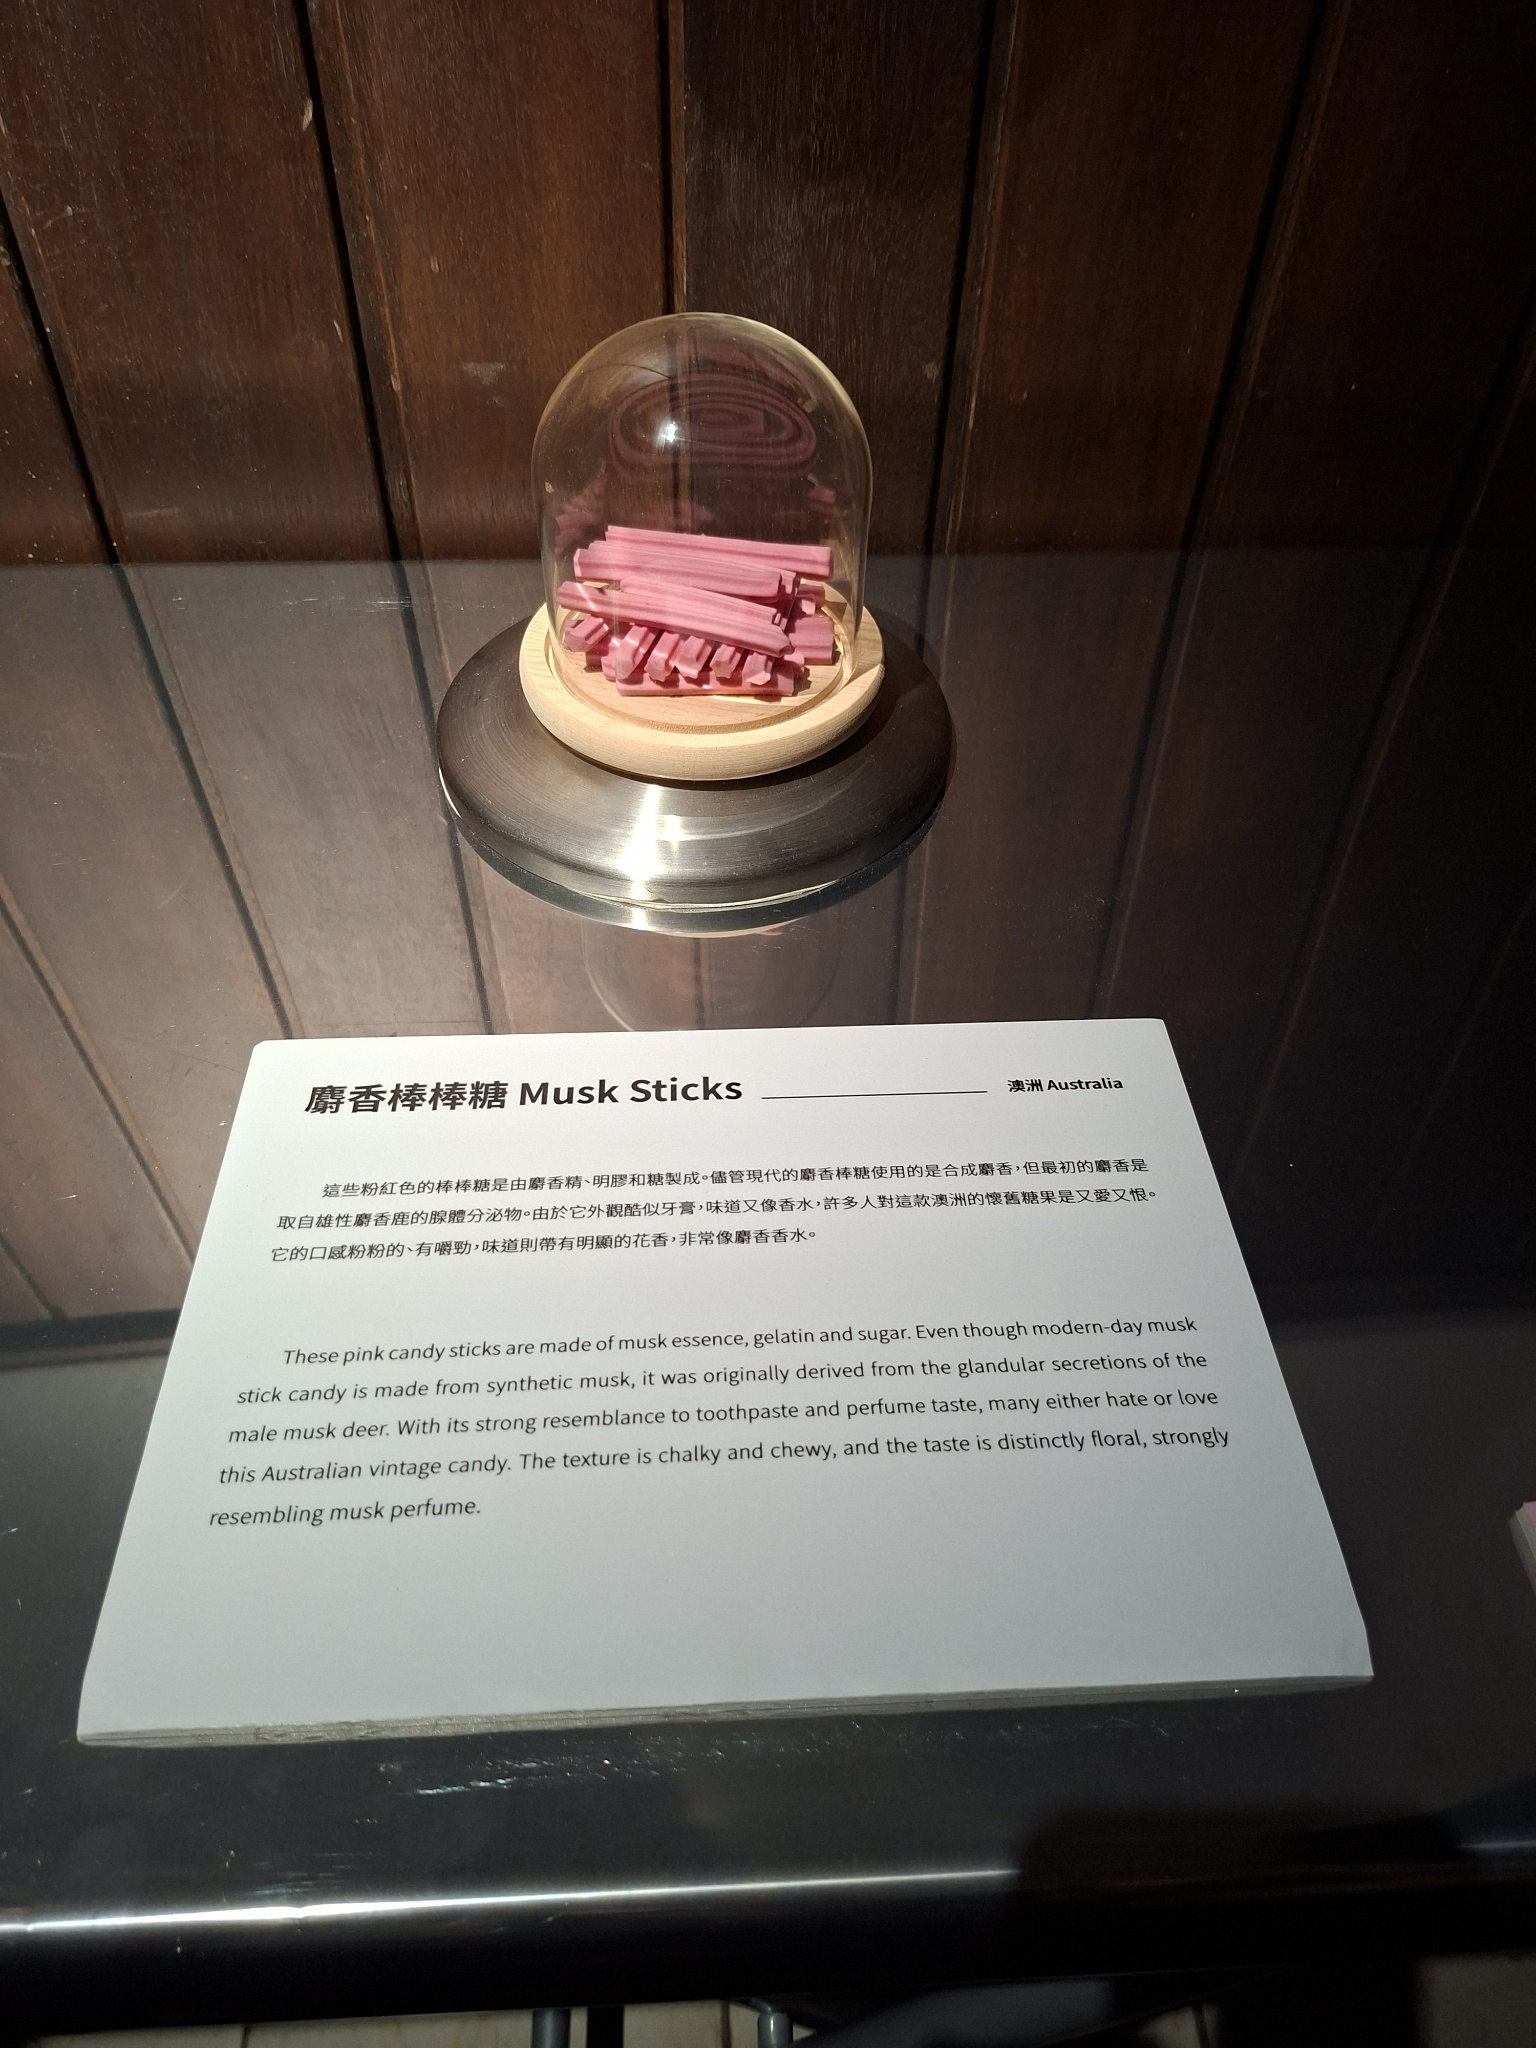 麝香棒棒糖 Musk Sticks
澳洲 Australia
這些粉紅色的棒棒糖是由麝香精、明膠和糖製成。儘管現代的麝香棒糖使用的是合成麝香，但最初的麝香是
取自雄性麝香鹿的腺體分泌物。由於它外觀酷似牙膏，味道又像香水，許多人對這款澳洲的懷舊糖果是又愛又恨。
它的口感粉粉的、有嚼勁，味道則帶有明顯的花香，非常像麝香香水。
These pink candy sticks are made of musk essence, gelatin and sugar. Even though modern-day musk
stick candy is made from synthetic musk, it was originally derived from the glandular secretions of the
male musk deer. With its strong resemblance to toothpaste and perfume taste, many either hate or love
this Australian vintage candy. The texture is chalky and chewy, and the taste is distinctly floral, strongly
resembling musk perfume.